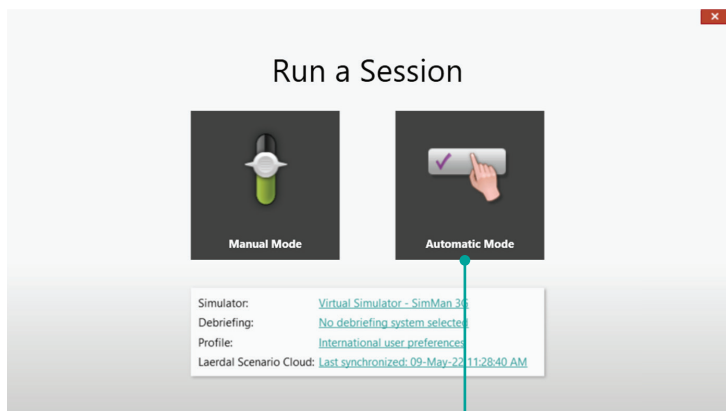 Run a Session
Manual Mode
Automatic Mode
Simulator: Virtual Simulator - SimMan 3G
Debriefing: No debriefing system selected
Profile: International user preferences
Laerdal Scenario Cloud: Last synchronized: 09-May-22 11:28:40 AM